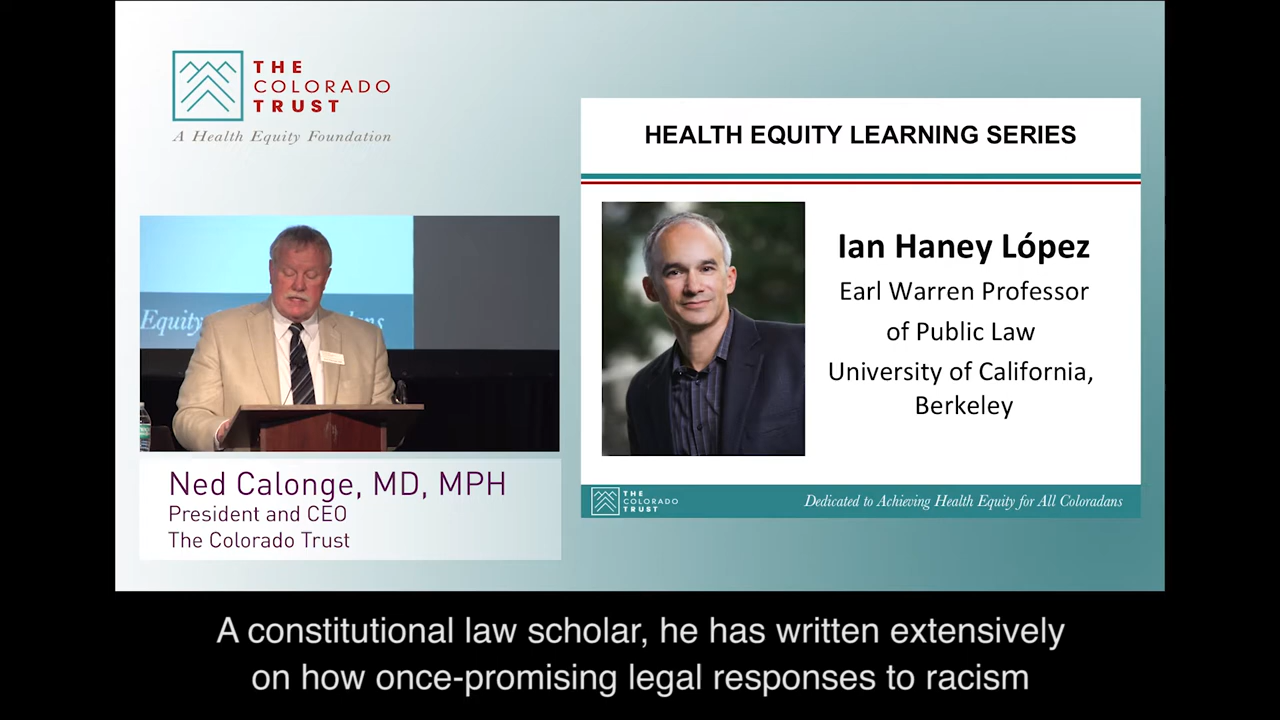 THE
COLORADO
TRUST
A Health Equity Foundation
HEALTH EQUITY LEARNING SERIES
Ian Haney López
Earl Warren Professor
of Public Law
University of California,
Berkeley
Equity
Ned Calonge, MD, MPH
President and CEO
The Colorado Trust
THE
COLORADO
TRUST
Dedicated to Achieving Health Equity for All Coloradans
A constitutional law scholar, he has written extensively
on how once-promising legal responses to racism